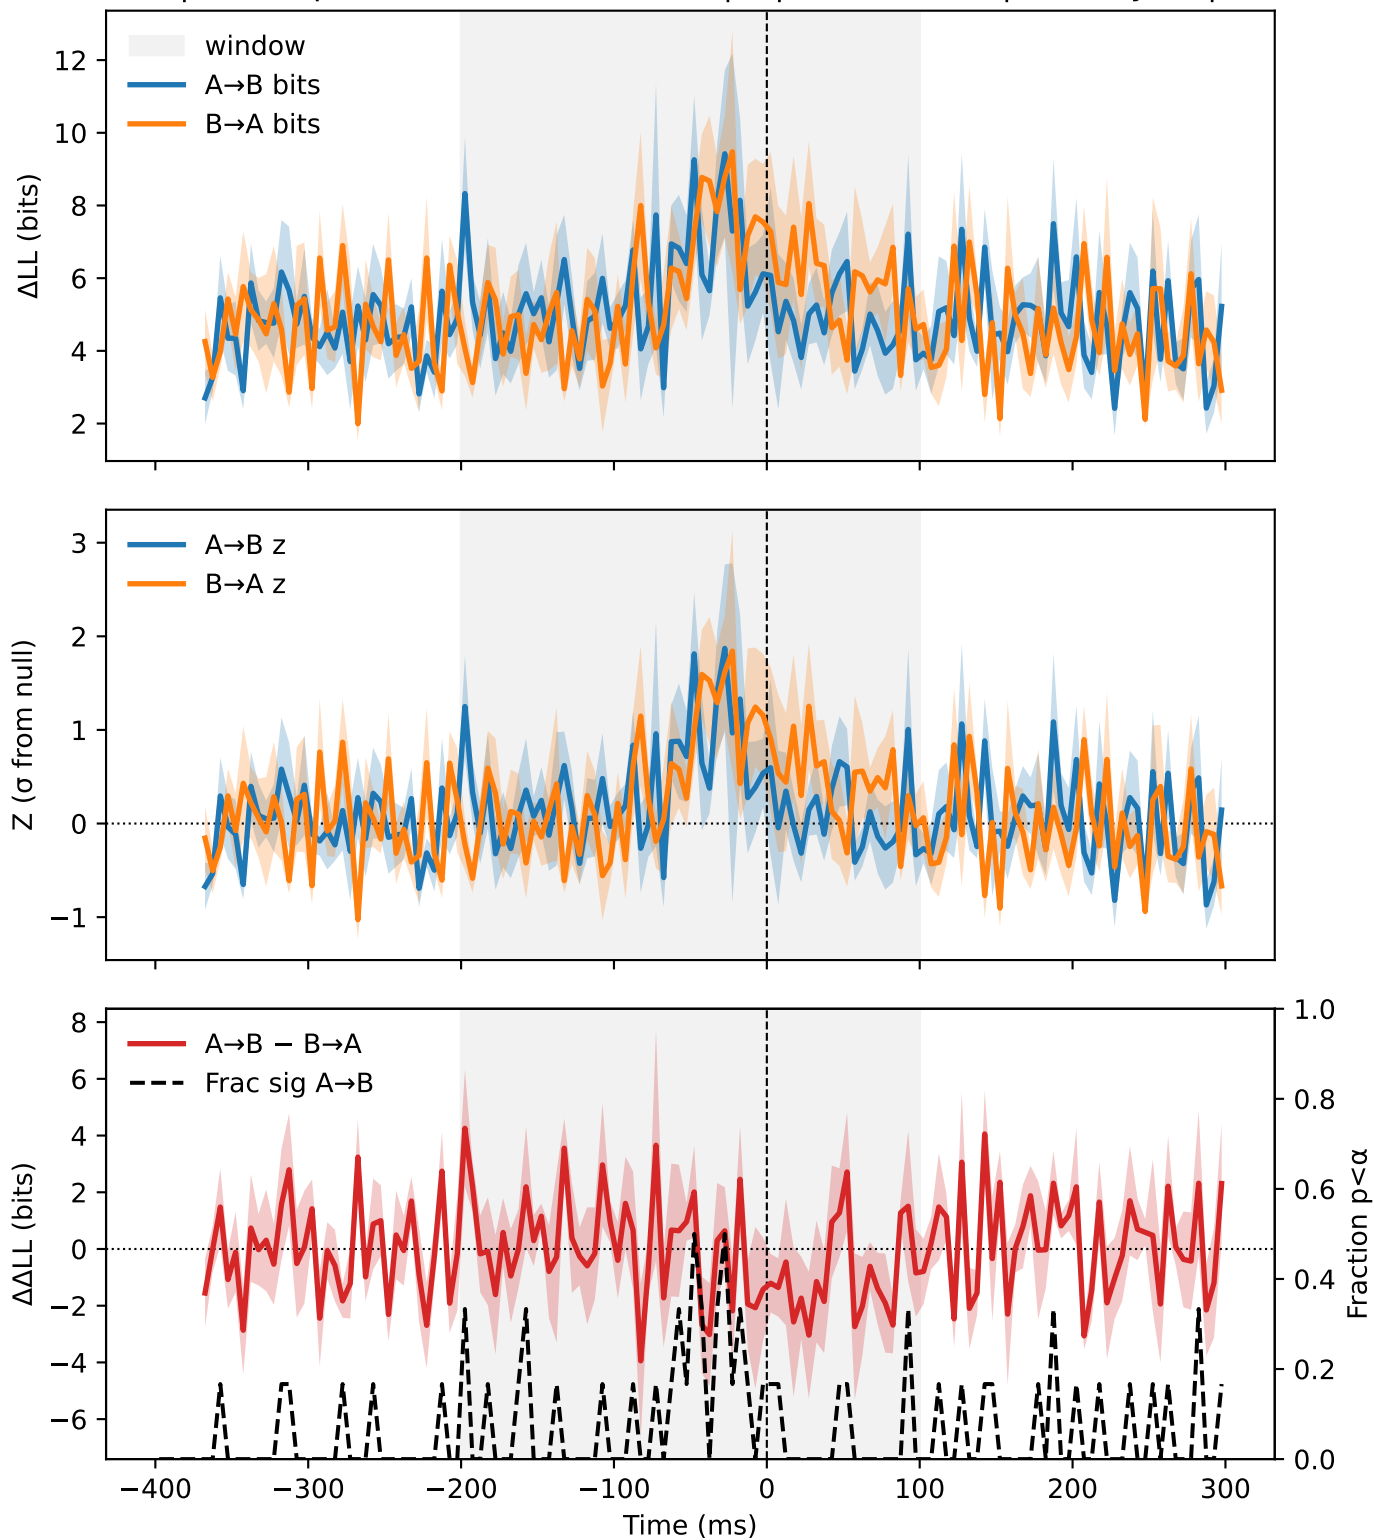 window
A→B bits
B→A bits
12
10
8
6
4
2
ΔLL (bits)
A→B z
B→A z
3
2
1
0
−1
Z (σ from null)
A→B − B→A
Frac sig A→B
8
6
4
2
0
−2
−4
−6
ΔΔLL (bits)
1.0
0.8
0.6
0.4
0.2
0.0
Fraction p<α
−400 −300 −200 −100 0 100 200 300
Time (ms)